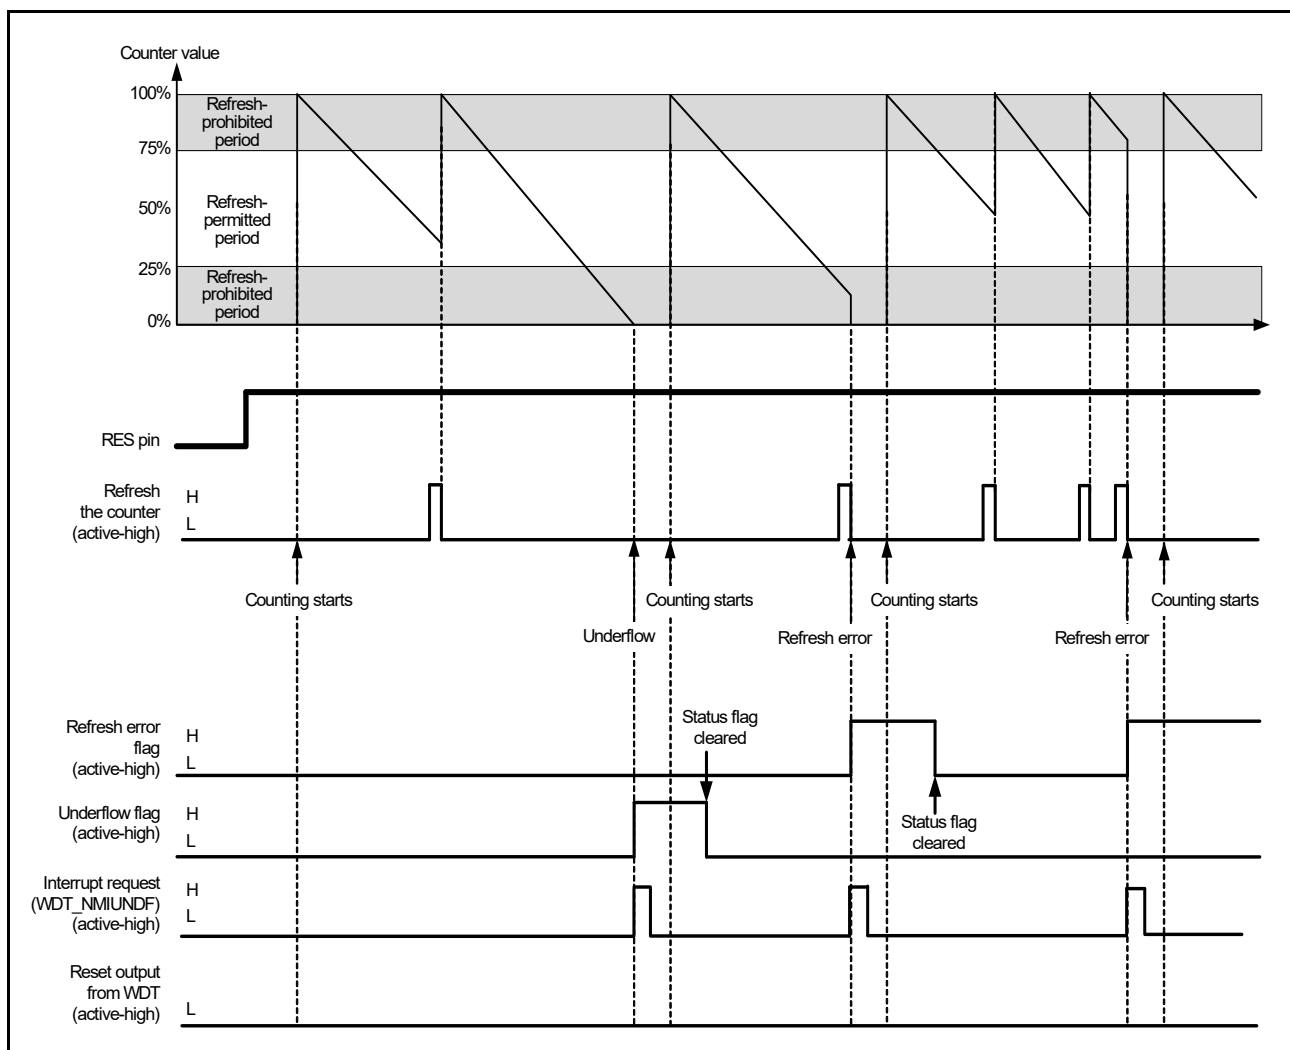 Counter value
100%
Refresh-
prohibited
period
75%
50%
Refresh-
permitted
period
25%
Refresh-
prohibited
period
0%
RES pin
Refresh
the counter
(active-high)
H
L
Counting starts
Counting starts
Counting starts
Counting starts
Underflow
Refresh error
Refresh error
Refresh error
flag
(active-high)
H
L
Status flag
cleared
Underflow flag
(active-high)
H
L
Status flag
cleared
Interrupt request
(WDT_NMIUNDF)
(active-high)
H
L
Reset output
from WDT
(active-high)
L